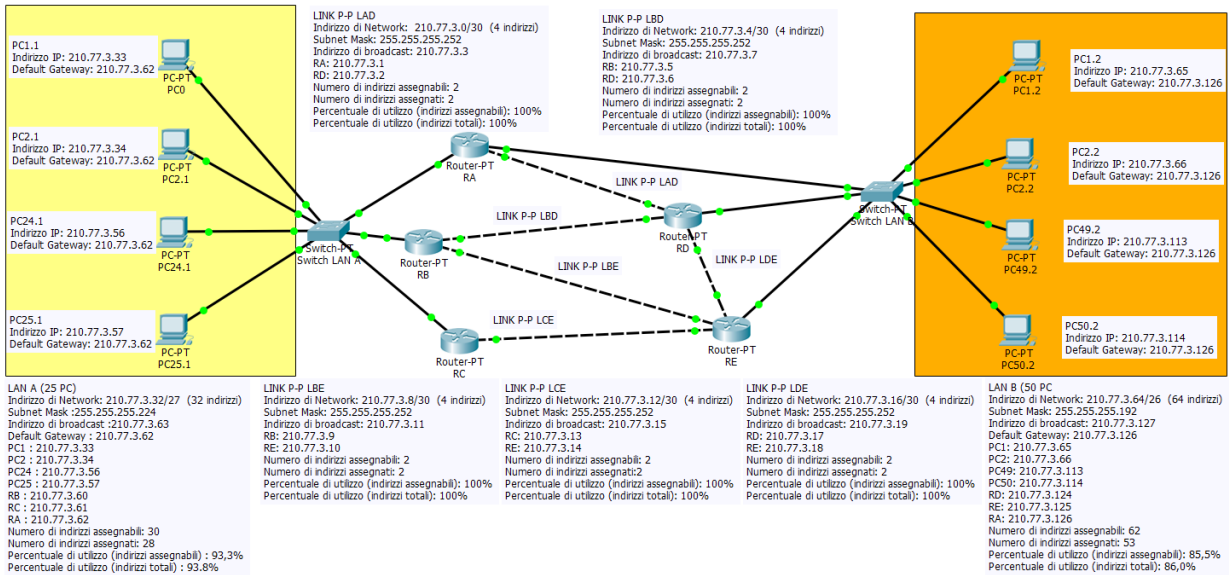 LINK P-P LAD
Indirizzo di Network: 210.77.3.0/30 (4 indirizzi)
Subnet Mask: 255.255.255.252
Indirizzo di broadcast: 210.77.3.3
RA: 210.77.3.1
RD: 210.77.3.2
Numero di indirizzi assegnabili: 2
Numero di indirizzi assegnati: 2
Percentuale di utilizzo (indirizzi assegnabili): 100%
Percentuale di utilizzo (indirizzi totali): 100%
LINK P-P LBD
Indirizzo di Network: 210.77.3.4/30 (4 indirizzi)
Subnet Mask: 255.255.255.252
Indirizzo di broadcast: 210.77.3.7
RB: 210.77.3.5
RD: 210.77.3.6
Numero di indirizzi assegnabili: 2
Numero di indirizzi assegnati: 2
Percentuale di utilizzo (indirizzi assegnabili): 100%
Percentuale di utilizzo (indirizzi totali): 100%
PC1.1
Indirizzo IP: 210.77.3.33
Default Gateway: 210.77.3.62
PC-PT
PC0
PC2.1
Indirizzo IP: 210.77.3.34
Default Gateway: 210.77.3.62
PC-PT
PC2.1
PC24.1
Indirizzo IP: 210.77.3.56
Default Gateway: 210.77.3.62
PC-PT
PC24.1
PC25.1
Indirizzo IP: 210.77.3.57
Default Gateway: 210.77.3.62
PC-PT
PC25.1
Switch-PT
Switch LAN A
Router-PT
RA
LINK P-P LAD
LINK P-P LBD
Router-PT
RB
Router-PT
RD
LINK P-P LBE
LINK P-P LDE
LINK P-P LCE
Router-PT
RC
Router-PT
RE
Switch-PT
Switch LAN B
PC-PT
PC1.2
PC1.2
Indirizzo IP: 210.77.3.65
Default Gateway: 210.77.3.126
PC-PT
PC2.2
PC2.2
Indirizzo IP: 210.77.3.66
Default Gateway: 210.77.3.126
PC-PT
PC49.2
PC49.2
Indirizzo IP: 210.77.3.113
Default Gateway: 210.77.3.126
PC-PT
PC50.2
PC50.2
Indirizzo IP: 210.77.3.114
Default Gateway: 210.77.3.126
LAN A (25 PC)
Indirizzo di Network: 210.77.3.32/27 (32 indirizzi)
Subnet Mask :255.255.255.224
Indirizzo di broadcast :210.77.3.63
Default Gateway : 210.77.3.62
PC1 : 210.77.3.33
PC2 : 210.77.3.34
PC24 : 210.77.3.56
PC25 : 210.77.3.57
RB : 210.77.3.60
RC : 210.77.3.61
RA : 210.77.3.62
Numero di indirizzi assegnabili: 30
Numero di indirizzi assegnati: 28
Percentuale di utilizzo (indirizzi assegnabili) : 93,3%
Percentuale di utilizzo (indirizzi totali) : 93.8%
LINK P-P LBE
Indirizzo di Network: 210.77.3.8/30 (4 indirizzi)
Subnet Mask: 255.255.255.252
Indirizzo di broadcast: 210.77.3.11
RB: 210.77.3.9
RE: 210.77.3.10
Numero di indirizzi assegnabili: 2
Numero di indirizzi assegnati: 2
Percentuale di utilizzo (indirizzi assegnabili): 100%
Percentuale di utilizzo (indirizzi totali): 100%
LINK P-P LCE
Indirizzo di Network: 210.77.3.12/30 (4 indirizzi)
Subnet Mask: 255.255.255.252
Indirizzo di broadcast: 210.77.3.15
RC: 210.77.3.13
RE: 210.77.3.14
Numero di indirizzi assegnabili: 2
Numero di indirizzi assegnati:2
Percentuale di utilizzo (indirizzi assegnabili): 100%
Percentuale di utilizzo (indirizzi totali): 100%
LINK P-P LDE
Indirizzo di Network: 210.77.3.16/30 (4 indirizzi)
Subnet Mask: 255.255.255.252
Indirizzo di broadcast: 210.77.3.19
RD: 210.77.3.17
RE: 210.77.3.18
Numero di indirizzi assegnabili: 2
Numero di indirizzi assegnati: 2
Percentuale di utilizzo (indirizzi assegnabili): 100%
Percentuale di utilizzo (indirizzi totali): 100%
LAN B (50 PC
Indirizzo di Network: 210.77.3.64/26 (64 indirizzi)
Subnet Mask: 255.255.255.192
Indirizzo di broadcast: 210.77.3.127
Default Gateway: 210.77.3.126
PC1: 210.77.3.65
PC2: 210.77.3.66
PC49: 210.77.3.113
PC50: 210.77.3.114
RD: 210.77.3.124
RE: 210.77.3.125
RA: 210.77.3.126
Numero di indirizzi assegnabili: 62
Numero di indirizzi assegnati: 53
Percentuale di utilizzo (indirizzi assegnabili): 85,5%
Percentuale di utilizzo (indirizzi totali): 86,0%